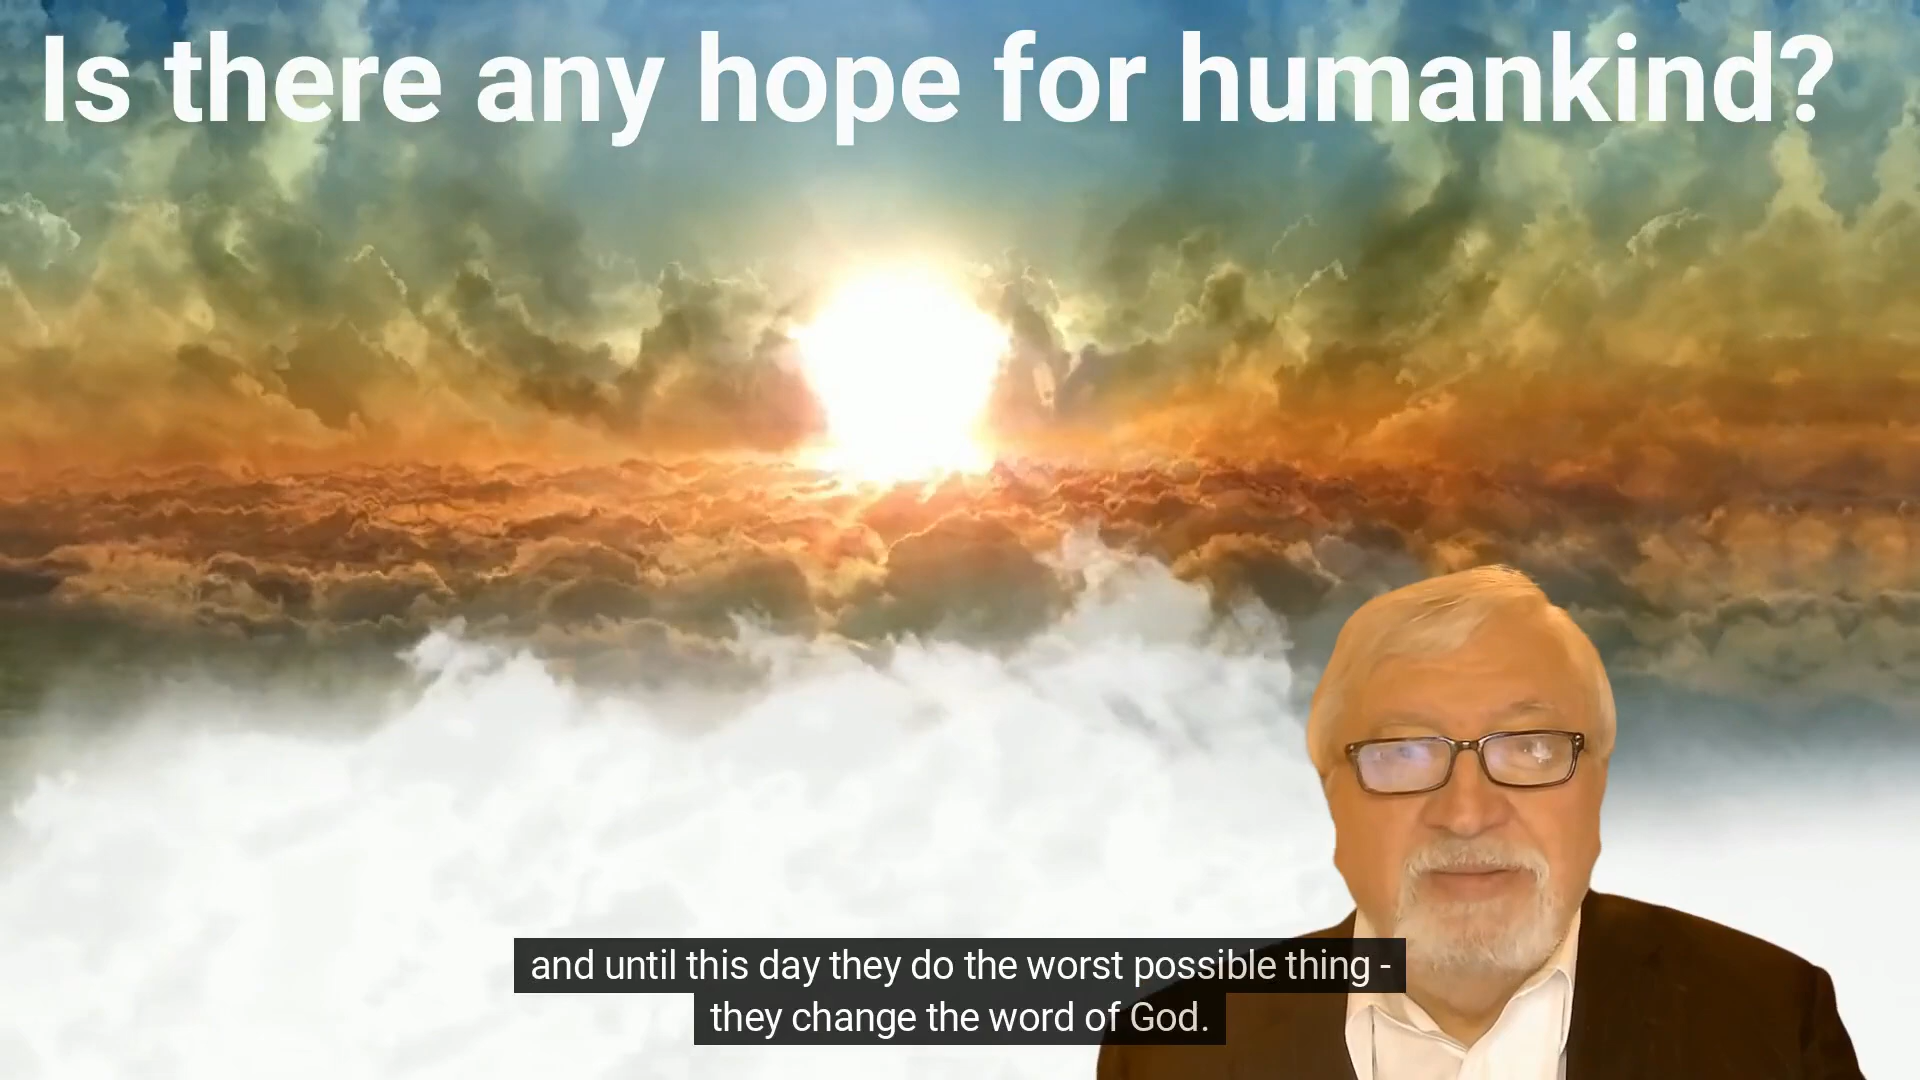 Is there any hope for humankind?
and until this day they do the worst possible thing -
they change the word of God.